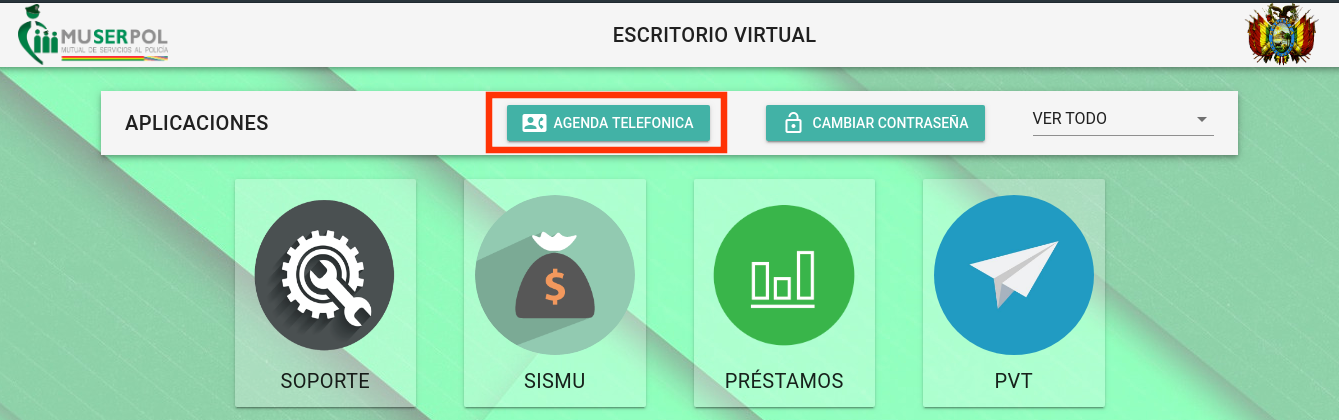 MUSERPOL
MUTUAL DE SERVICIOS AL POLICIA
ESCRITORIO VIRTUAL
APLICACIONES
AGENDA TELEFONICA
CAMBIAR CONTRASEÑA
VER TODO
$
SOPORTE
SISMU
PRÉSTAMOS
PVT